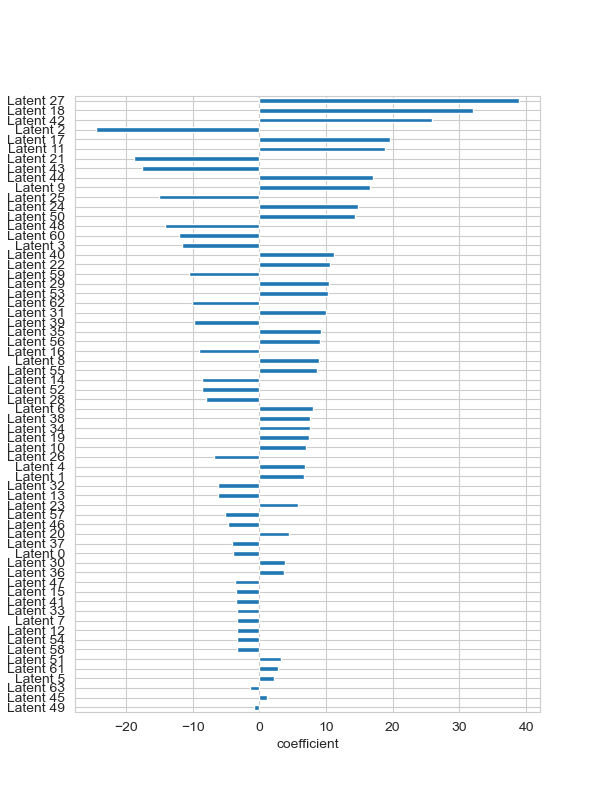 Latent 27
Latent 18
Latent 42
Latent 2
Latent 17
Latent 11
Latent 21
Latent 43
Latent 44
Latent 9
Latent 25
Latent 24
Latent 50
Latent 48
Latent 60
Latent 3
Latent 40
Latent 22
Latent 59
Latent 29
Latent 53
Latent 62
Latent 31
Latent 39
Latent 35
Latent 56
Latent 16
Latent 8
Latent 55
Latent 14
Latent 52
Latent 28
Latent 6
Latent 38
Latent 34
Latent 19
Latent 10
Latent 26
Latent 4
Latent 1
Latent 32
Latent 13
Latent 23
Latent 57
Latent 46
Latent 20
Latent 37
Latent 0
Latent 30
Latent 36
Latent 47
Latent 15
Latent 41
Latent 33
Latent 7
Latent 12
Latent 54
Latent 58
Latent 51
Latent 61
Latent 5
Latent 63
Latent 45
Latent 49
−20 −10 0 10 20 30 40
coefficient